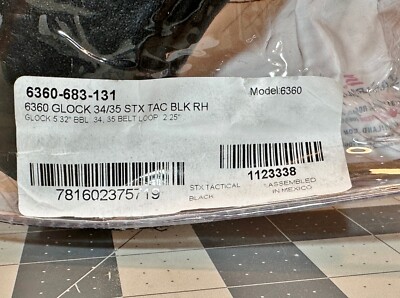 6360-683-131
Model:6360
6360 GLOCK 34/35 STX TAC BLK RH
GLOCK 5.32" BBL .34, 35 BELT LOOP 2.25"
781602375719
1123338
STX TACTICAL
BLACK
ASSEMBLED
IN MEXICO